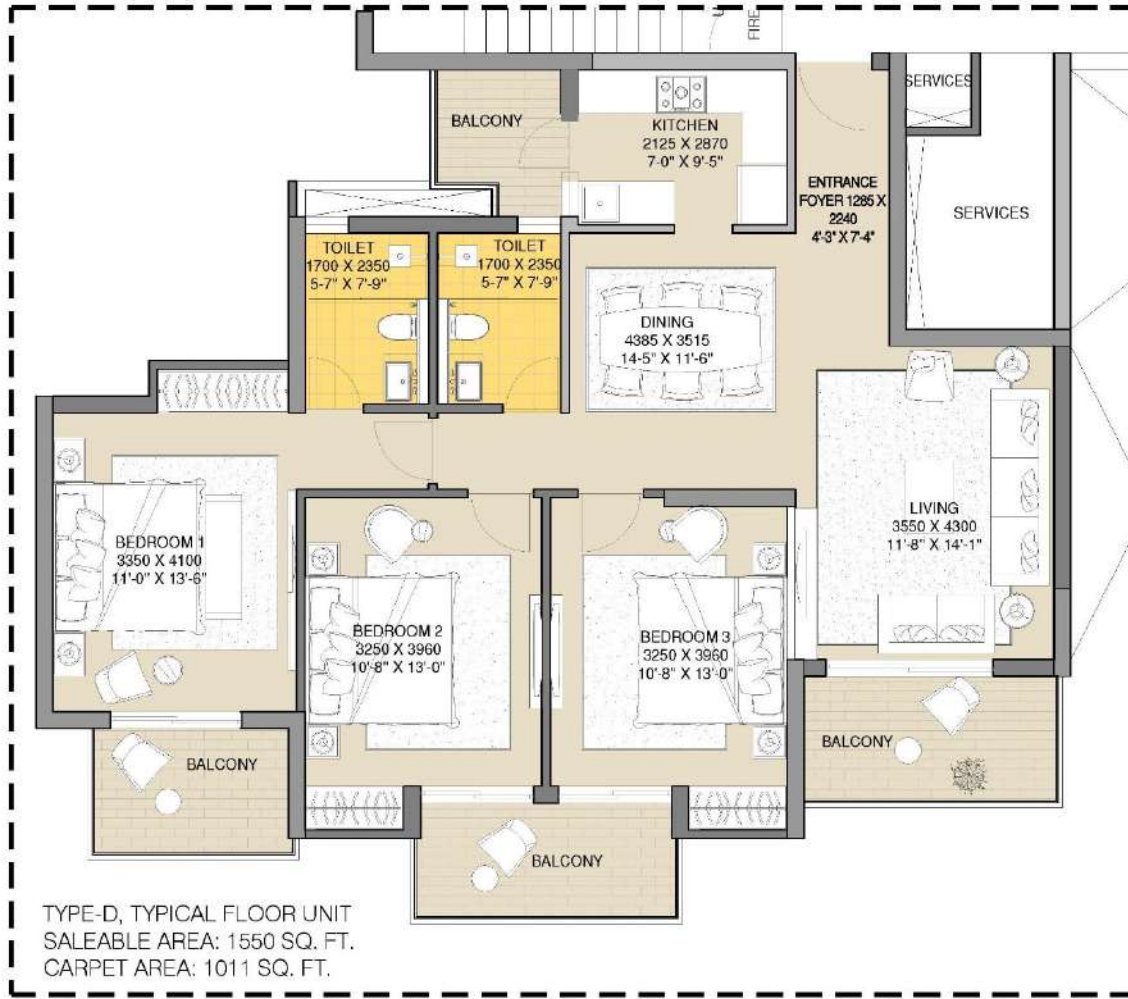 FIRE
BALCONY
KITCHEN
2125 X 2870
7-0" X 9'-5"
SERVICES
ENTRANCE
FOYER 1285 X
2240
4'-3" X 7'-4"
SERVICES
TOILET
1700 X 2350
5-7" X 7'-9"
TOILET
1700 X 2350
5-7" X 7'-9"
DINING
4385 X 3515
14-5" X 11'-6"
LIVING
3550 X 4300
11'-8" X 14'-1"
BEDROOM 1
3350 X 4100
11'-0" X 13'-6"
BEDROOM 2
3250 X 3960
10'-8" X 13'-0"
BEDROOM 3
3250 X 3960
10'-8" X 13'-0"
BALCONY
BALCONY
BALCONY
TYPE-D, TYPICAL FLOOR UNIT
SALEABLE AREA: 1550 SQ. FT.
CARPET AREA: 1011 SQ. FT.